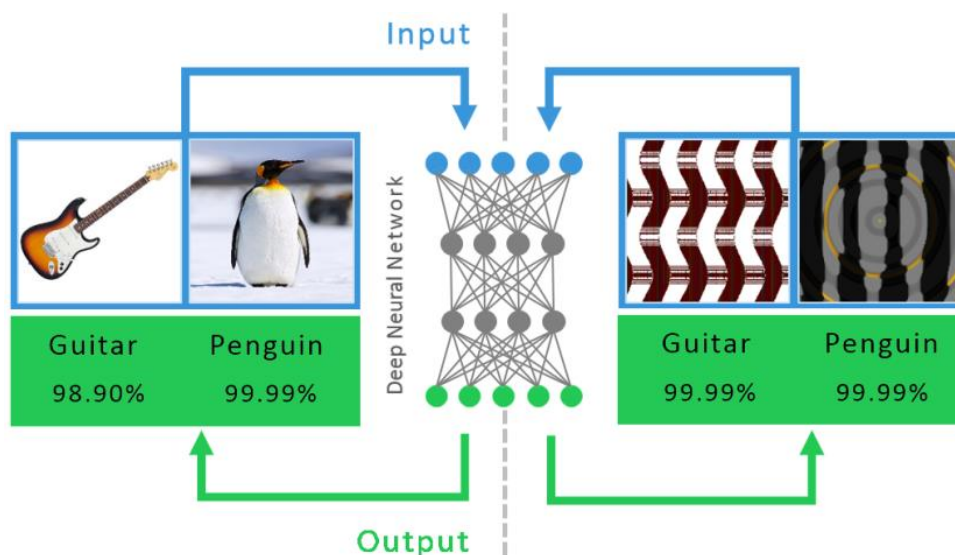 Input
Deep Neural Network
Guitar Penguin
98.90% 99.99%
Guitar Penguin
99.99% 99.99%
Output